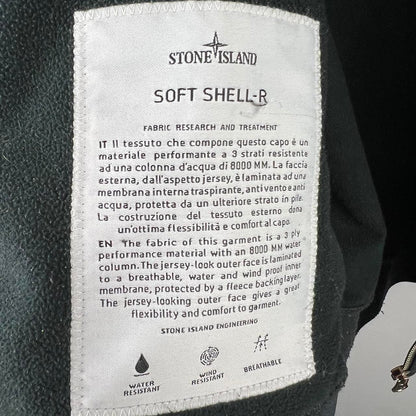 STONE ISLAND
SOFT SHELL-R
FABRIC RESEARCH AND TREATMENT
IT Il tessuto che compone questo capo è un
materiale performante a 3 strati resistente
ad una colonna d'acqua di 8000 MM. La faccia
esterna, dall'aspetto jersey, è laminata ad una
membrana interna traspirante, anti vento e anti
acqua, protetta da un ulteriore strato in pile.
La costruzione del tessuto esterno dona
un'ottima flessibilità e comfort al capo.
EN The fabric of this garment is a 3 ply
performance material with an 8000 MM water
column. The jersey-look outer face is laminated
to a breathable, water and wind proof inner
membrane, protected by a fleece backing layer.
The jersey-looking outer face gives a great
flexibility and comfort to garment.
STONE ISLAND ENGINEERING
WATER
RESISTANT
WIND
RESISTANT
BREATHABLE